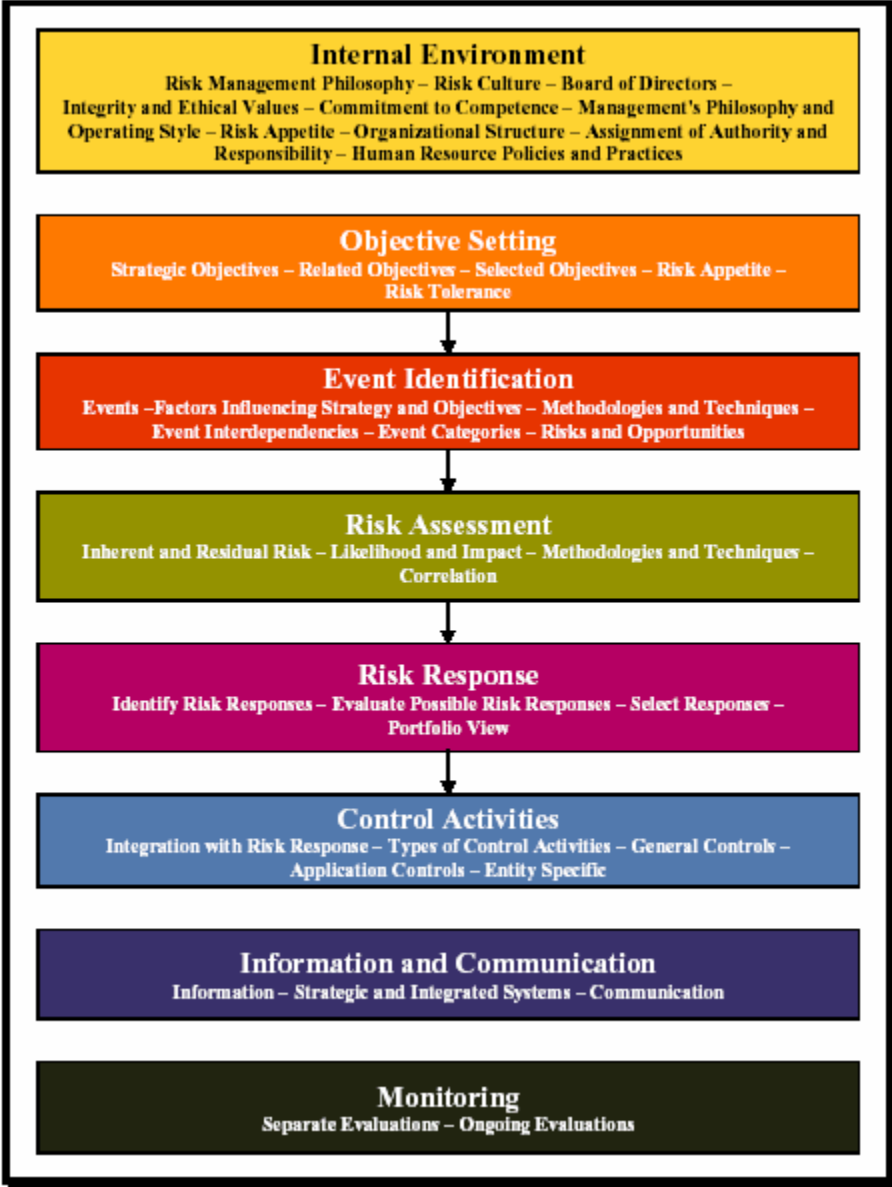 Internal Environment
Risk Management Philosophy – Risk Culture – Board of Directors –
Integrity and Ethical Values – Commitment to Competence – Management's Philosophy and
Operating Style – Risk Appetite – Organizational Structure – Assignment of Authority and
Responsibility – Human Resource Policies and Practices
Objective Setting
Strategic Objectives – Related Objectives – Selected Objectives – Risk Appetite –
Risk Tolerance
Event Identification
Events –Factors Influencing Strategy and Objectives – Methodologies and Techniques –
Event Interdependencies – Event Categories – Risks and Opportunities
Risk Assessment
Inherent and Residual Risk – Likelihood and Impact – Methodologies and Techniques –
Correlation
Risk Response
Identify Risk Responses – Evaluate Possible Risk Responses – Select Responses –
Portfolio View
Control Activities
Integration with Risk Response – Types of Control Activities – General Controls –
Application Controls – Entity Specific
Information and Communication
Information – Strategic and Integrated Systems – Communication
Monitoring
Separate Evaluations – Ongoing Evaluations